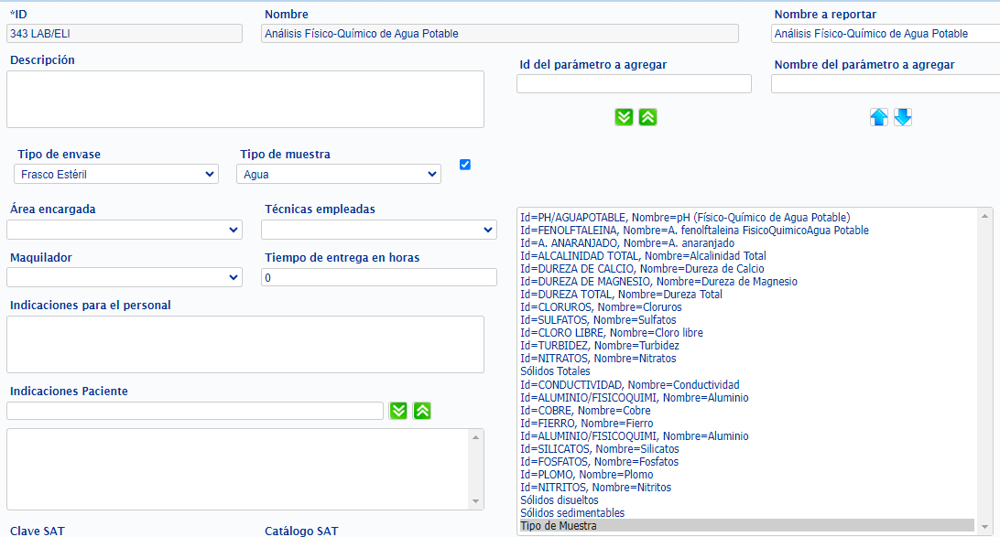 *ID
Nombre
Nombre a reportar
343 LAB/ELI
Análisis Físico-Químico de Agua Potable
Análisis Físico-Químico de Agua Potable
Descripción
Id del parámetro a agregar
Nombre del parámetro a agregar
Tipo de envase
Tipo de muestra
Frasco Estéril
Agua
Área encargada
Técnicas empleadas
Maquilador
Tiempo de entrega en horas
0
Indicaciones para el personal
Indicaciones Paciente
Id=PH/AGUAPOTABLE, Nombre=pH (Físico-Químico de Agua Potable)
Id=FENOLFTALEINA, Nombre=A. fenolftaleina FisicoQuimicoAgua Potable
Id=A. ANARANJADO, Nombre=A. anaranjado
Id=ALCALINIDAD TOTAL, Nombre=Alcalinidad Total
Id=DUREZA DE CALCIO, Nombre=Dureza de Calcio
Id=DUREZA DE MAGNESIO, Nombre=Dureza de Magnesio
Id=DUREZA TOTAL, Nombre=Dureza Total
Id=CLORUROS, Nombre=Cloruros
Id=SULFATOS, Nombre=Sulfatos
Id=CLORO LIBRE, Nombre=Cloro libre
Id=TURBIDEZ, Nombre=Turbidez
Id=NITRATOS, Nombre=Nitratos
Sólidos Totales
Id=CONDUCTIVIDAD, Nombre=Conductividad
Id=ALUMINIO/FISICOQUIMI, Nombre=Aluminio
Id=COBRE, Nombre=Cobre
Id=FIERRO, Nombre=Fierro
Id=ALUMINIO/FISICOQUIMI, Nombre=Aluminio
Id=SILICATOS, Nombre=Silicatos
Id=FOSFATOS, Nombre=Fosfatos
Id=PLOMO, Nombre=Plomo
Id=NITRITOS, Nombre=Nitritos
Sólidos disueltos
Sólidos sedimentables
Tipo de Muestra
Clave SAT
Catálogo SAT